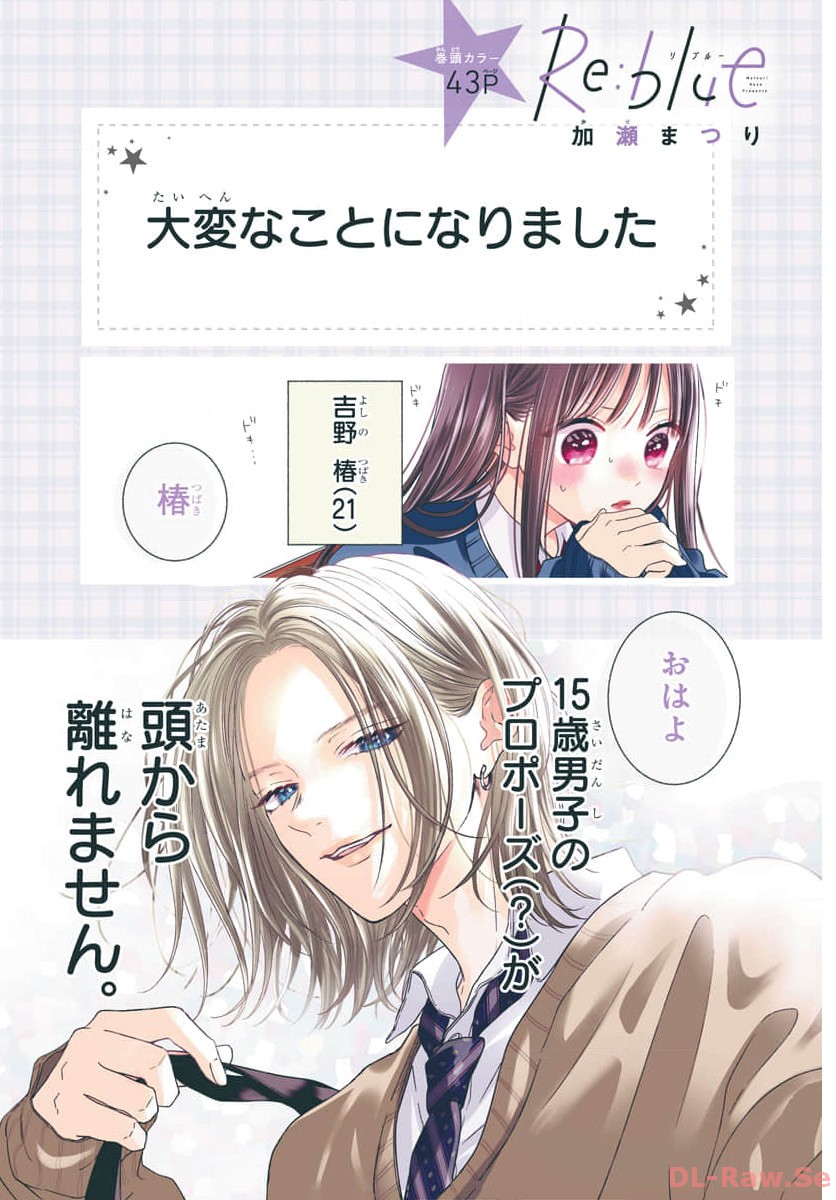 巻頭カラー
43P
Re:blue
リブルー
Matsuri
Kase
Presents
加瀬まつり
大変なことになりました
ドキ
ドキ
ドキ…
吉野 椿(21)
椿
おはよ
15歳男子の
プロポーズ(?)が
頭から
離れません。
DL-Raw.Se